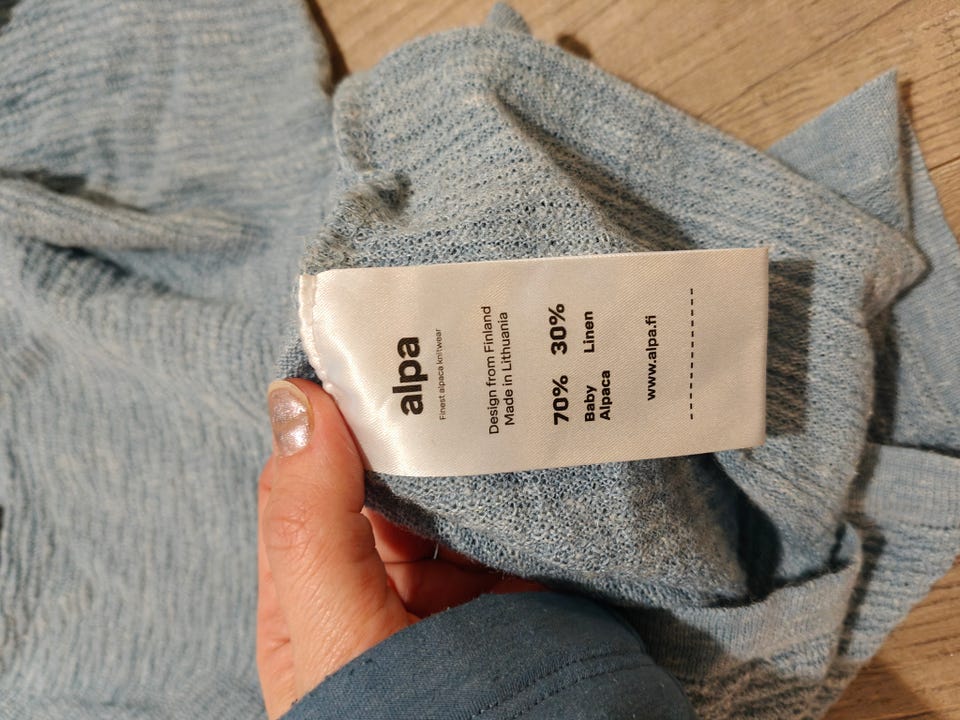 alpa
Finest alpaca knitwear
Design from Finland
Made in Lithuania
70% 30%
Baby Linen
Alpaca
www.alpa.fi